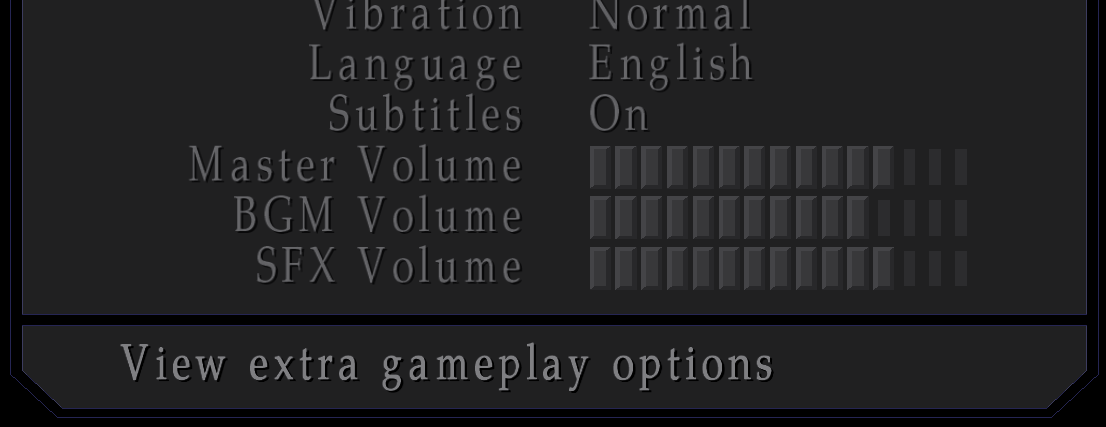 Vibration Normal
Language English
Subtitles On
Master Volume
BGM Volume
SFX Volume
View extra gameplay options